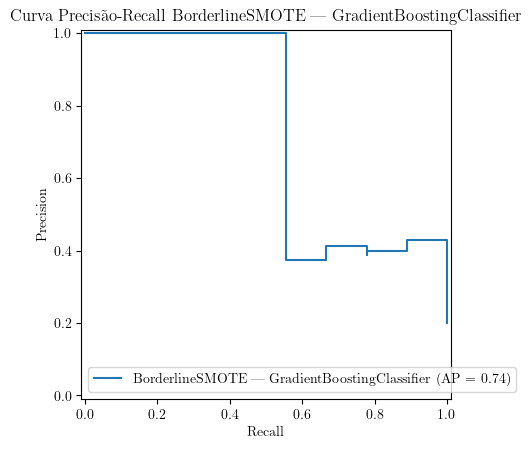 Curva Precisão-Recall BorderlineSMOTE — GradientBoostingClassifier
1.0
0.8
0.6
0.4
0.2
0.0
Precision
BorderlineSMOTE — GradientBoostingClassifier (AP = 0.74)
0.0 0.2 0.4 0.6 0.8 1.0
Recall